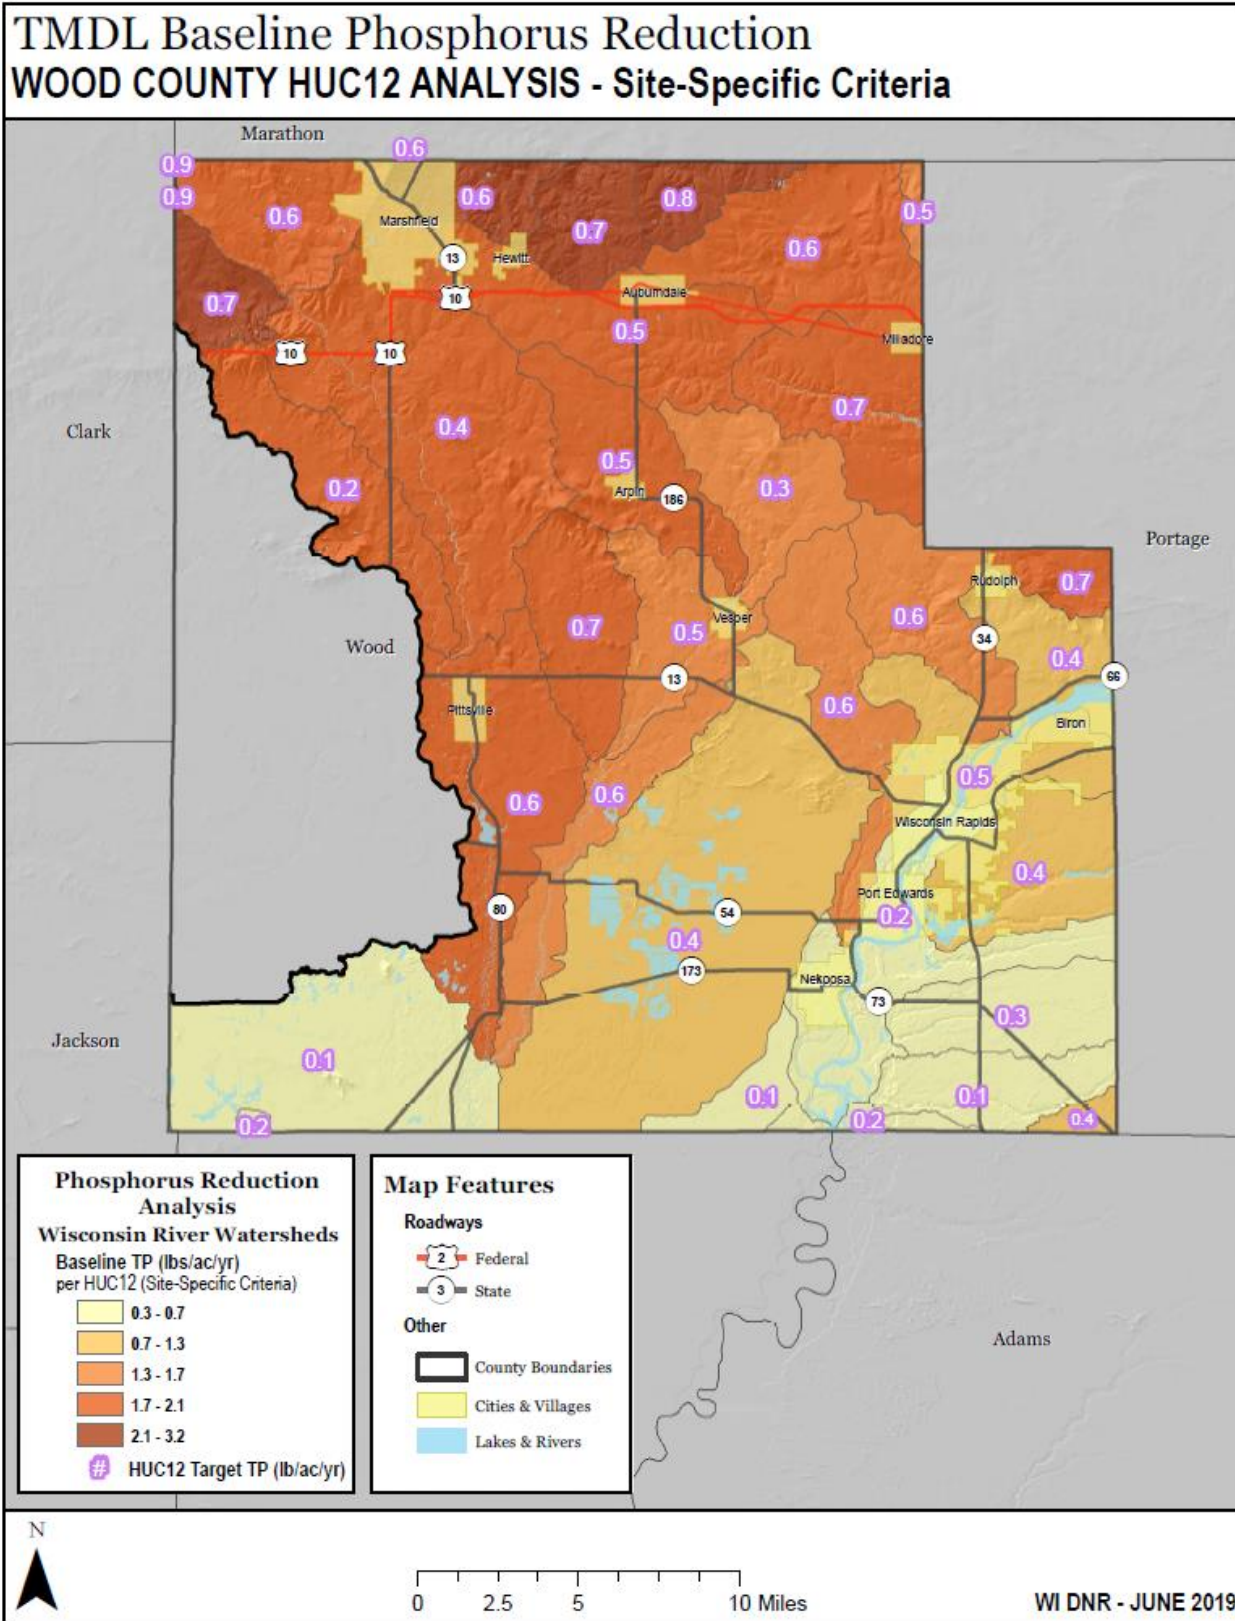 TMDL Baseline Phosphorus Reduction
WOOD COUNTY HUC12 ANALYSIS - Site-Specific Criteria
Marathon
0.6
0.9
0.9
0.6
0.8
0.6
0.5
Marshfield
0.7
0.6
13
Hewitt
Auburndale
10
0.7
0.5
Milladore
10
10
0.7
Clark
0.4
0.5
0.2
Arpin
186
0.3
Portage
Rudolph
0.7
Vesper
0.6
0.7
0.5
34
Wood
0.4
13
66
Pittsville
0.6
Biron
0.5
0.6
0.6
Wisconsin Rapids
0.4
Port Edwards
80
54
0.2
0.4
173
Nekoosa
73
0.3
Jackson
0.1
0.1
0.1
0.2
0.2
0.4
Phosphorus Reduction
Analysis
Wisconsin River Watersheds
Baseline TP (lbs/ac/yr)
per HUC12 (Site-Specific Criteria)
0.3 - 0.7
0.7 - 1.3
1.3 - 1.7
1.7 - 2.1
2.1 - 3.2
# HUC12 Target TP (lb/ac/yr)
Map Features
Roadways
2 Federal
3 State
Other
County Boundaries
Cities & Villages
Lakes & Rivers
Adams
N
0 2.5 5 10 Miles
WI DNR - JUNE 2019